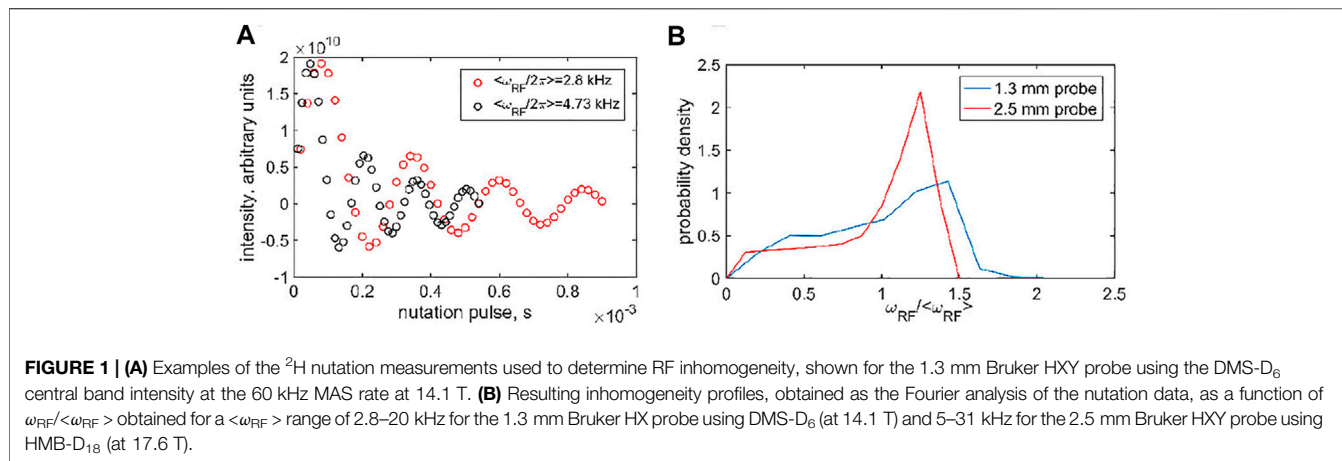 A
×10¹⁰
2
1.5
1
0.5
0
-0.5
-1
intensity, arbitrary units
<ω_RF/2π>=2.8 kHz
<ω_RF/2π>=4.73 kHz
0 0.2 0.4 0.6 0.8 1
nutation pulse, s ×10⁻³
B
2.5
2
1.5
1
0.5
0
probability density
1.3 mm probe
2.5 mm probe
0 0.5 1 1.5 2 2.5
ω_RF/<ω_RF>
FIGURE 1 | (A) Examples of the ²H nutation measurements used to determine RF inhomogeneity, shown for the 1.3 mm Bruker HXY probe using the DMS-D₆
central band intensity at the 60 kHz MAS rate at 14.1 T. (B) Resulting inhomogeneity profiles, obtained as the Fourier analysis of the nutation data, as a function of
ω_RF/<ω_RF > obtained for a <ω_RF > range of 2.8–20 kHz for the 1.3 mm Bruker HX probe using DMS-D₆ (at 14.1 T) and 5–31 kHz for the 2.5 mm Bruker HXY probe using
HMB-D₁₈ (at 17.6 T).